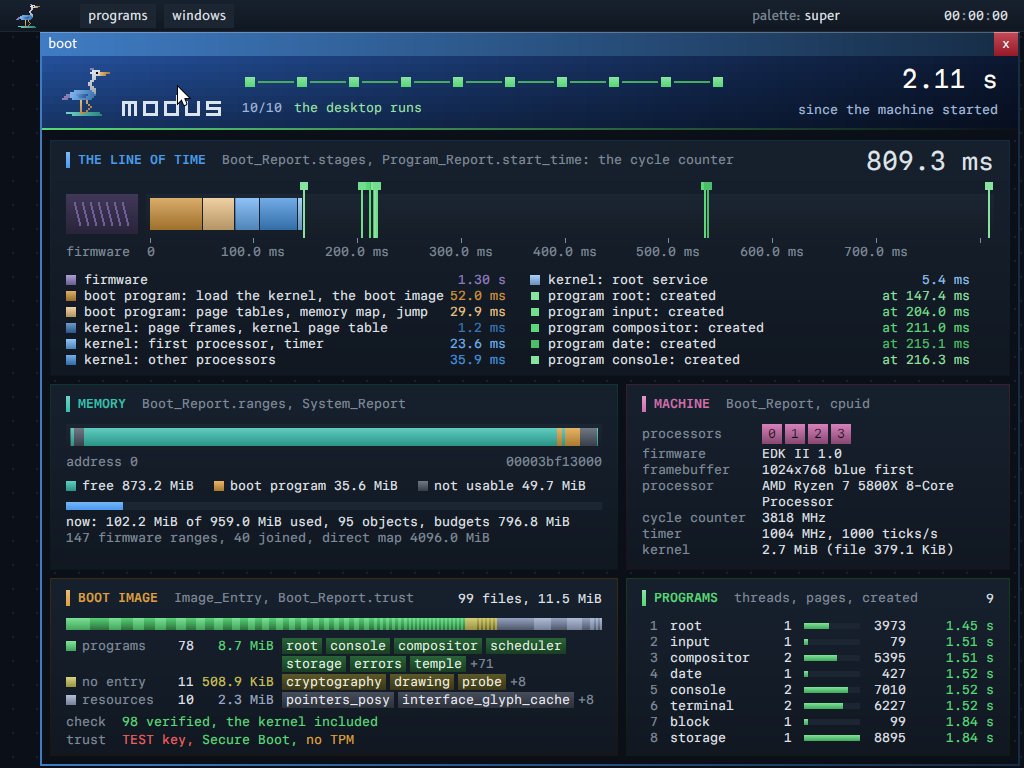 programs windows palette: super 00:00:00
boot x
2.11 s
MODUS 10/10 the desktop runs since the machine started
THE LINE OF TIME Boot_Report.stages, Program_Report.start_time: the cycle counter 809.3 ms
firmware 0 100.0 ms 200.0 ms 300.0 ms 400.0 ms 500.0 ms 600.0 ms 700.0 ms
firmware 1.30 s kernel: root service 5.4 ms
boot program: load the kernel, the boot image 52.0 ms program root: created at 147.4 ms
boot program: page tables, memory map, jump 29.9 ms program input: created at 204.0 ms
kernel: page frames, kernel page table 1.2 ms program compositor: created at 211.0 ms
kernel: first processor, timer 23.6 ms program date: created at 215.1 ms
kernel: other processors 35.9 ms program console: created at 216.3 ms
MEMORY Boot_Report.ranges, System_Report
address 0 00003bf13000
free 873.2 MiB boot program 35.6 MiB not usable 49.7 MiB
now: 102.2 MiB of 959.0 MiB used, 95 objects, budgets 796.8 MiB
147 firmware ranges, 40 joined, direct map 4096.0 MiB
MACHINE Boot_Report, cpuid
processors 0 1 2 3
firmware EDK II 1.0
framebuffer 1024x768 blue first
processor AMD Ryzen 7 5800X 8-Core
Processor
cycle counter 3818 MHz
timer 1004 MHz, 1000 ticks/s
kernel 2.7 MiB (file 379.1 KiB)
BOOT IMAGE Image_Entry, Boot_Report.trust 99 files, 11.5 MiB
programs 78 8.7 MiB root console compositor scheduler
storage errors temple +71
no entry 11 508.9 KiB cryptography drawing probe +8
resources 10 2.3 MiB pointers_posy interface_glyph_cache +8
check 98 verified, the kernel included
trust TEST key, Secure Boot, no TPM
PROGRAMS threads, pages, created 9
1 root 1 3973 1.45 s
2 input 1 79 1.51 s
3 compositor 2 5395 1.51 s
4 date 1 427 1.52 s
5 console 2 7010 1.52 s
6 terminal 2 6227 1.52 s
7 block 1 99 1.84 s
8 storage 1 8895 1.84 s